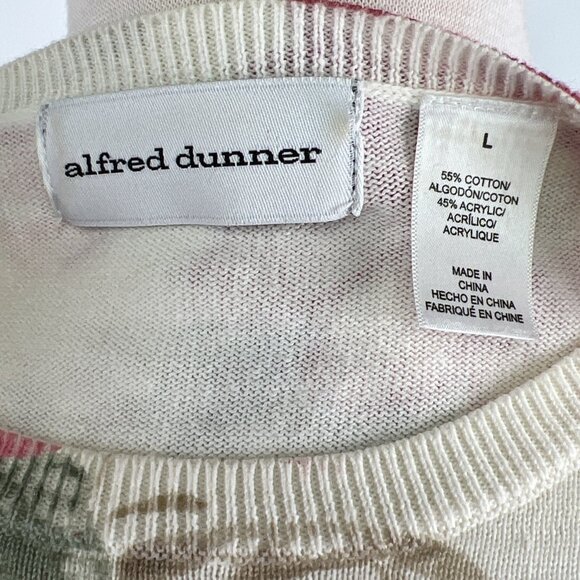 alfred dunner
L
55% COTTON/
ALGODÓN/COTON
45% ACRYLIC/
ACRÍLICO/
ACRYLIQUE
MADE IN
CHINA
HECHO EN CHINA
FABRIQUÉ EN CHINE